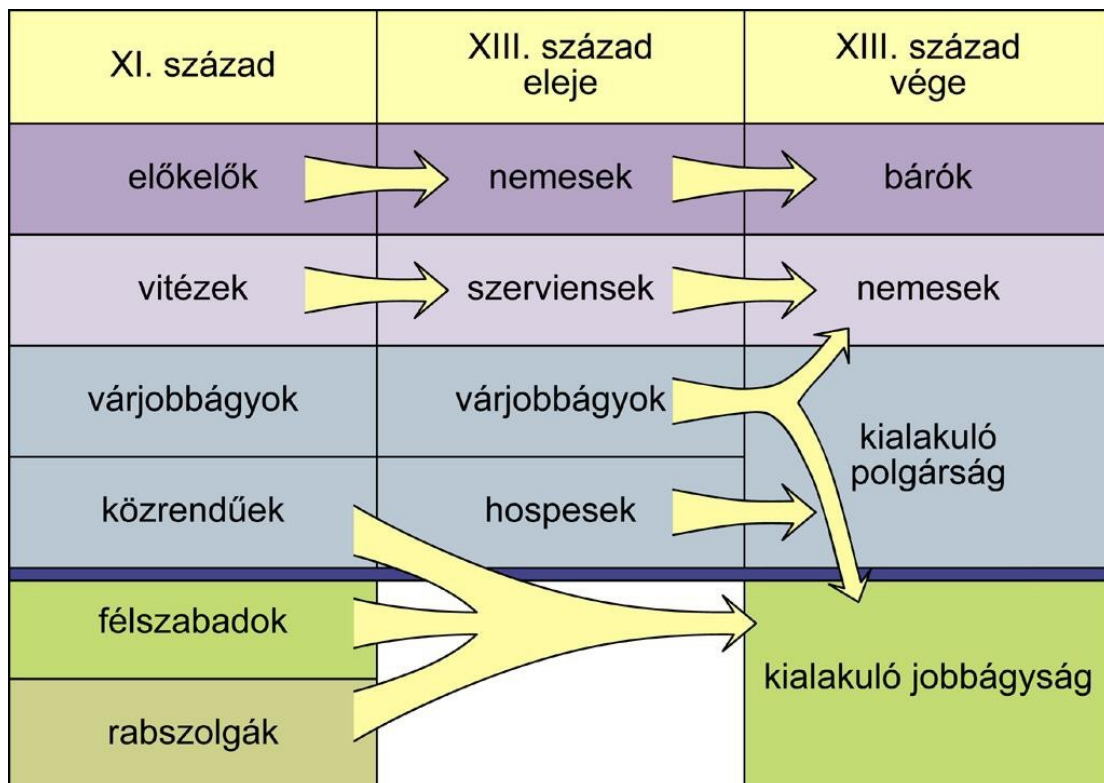 XI. század
XIII. század
eleje
XIII. század
vége
előkelők
nemesek
bárók
vitézek
szerviensek
nemesek
várjobbágyok
várjobbágyok
kialakuló
polgárság
közrendűek
hospesek
félszabadok
kialakuló jobbágyság
rabszolgák